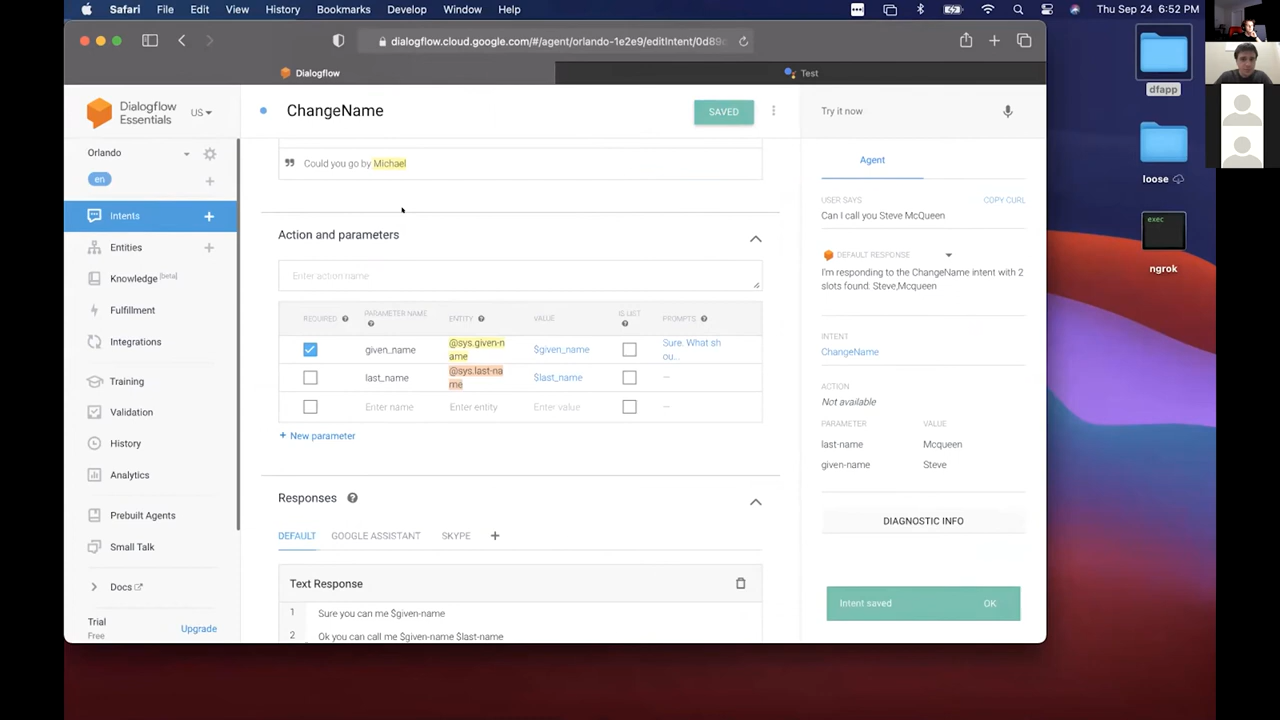 Safari File Edit View History Bookmarks Develop Window Help Thu Sep 24 6:52 PM
dialogflow.cloud.google.com/#/agent/orlando-1e2e9/editIntent/0d89
Dialogflow Test
Dialogflow
Essentials
US
Orlando
en
Intents
Entities
Knowledge [beta]
Fulfillment
Integrations
Training
Validation
History
Analytics
Prebuilt Agents
Small Talk
Docs
Trial
Free
Upgrade
ChangeName
SAVED
Could you go by Michael
Action and parameters
Enter action name
REQUIRED PARAMETER NAME ENTITY VALUE IS LIST PROMPTS
given_name @sys.given-n
ame $given_name Sure. What sh
ou...
last_name @sys.last-na
me $last_name —
Enter name Enter entity Enter value —
+ New parameter
Responses
DEFAULT GOOGLE ASSISTANT SKYPE +
Text Response
1 Sure you can me $given-name
2 Ok you can call me $given-name $last-name
Try it now
Agent
USER SAYS COPY CURL
Can I call you Steve McQueen
DEFAULT RESPONSE
I'm responding to the ChangeName intent with 2
slots found. Steve,Mcqueen
INTENT
ChangeName
ACTION
Not available
PARAMETER VALUE
last-name Mcqueen
given-name Steve
DIAGNOSTIC INFO
Intent saved OK
dfapp
loose
exec
ngrok